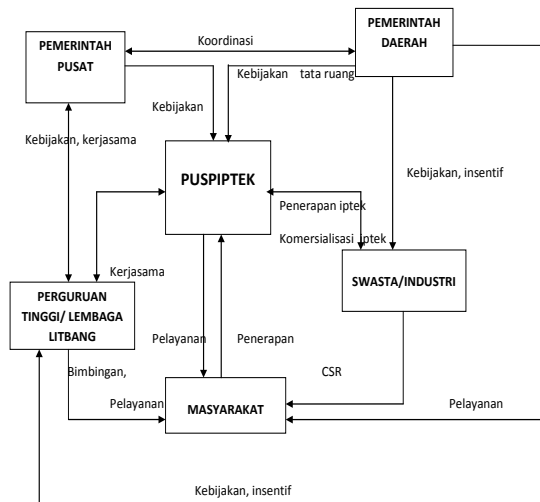 PEMERINTAH
PUSAT
Koordinasi
PEMERINTAH
DAERAH
Kebijakan
Kebijakan tata ruang
Kebijakan, kerjasama
PUSPIPTEK
Kebijakan, insentif
Penerapan iptek
Komersialisasi iptek
Kerjasama
SWASTA/INDUSTRI
PERGURUAN
TINGGI/ LEMBAGA
LITBANG
Pelayanan
Penerapan
Bimbingan,
Pelayanan
MASYARAKAT
CSR
Pelayanan
Kebijakan, insentif